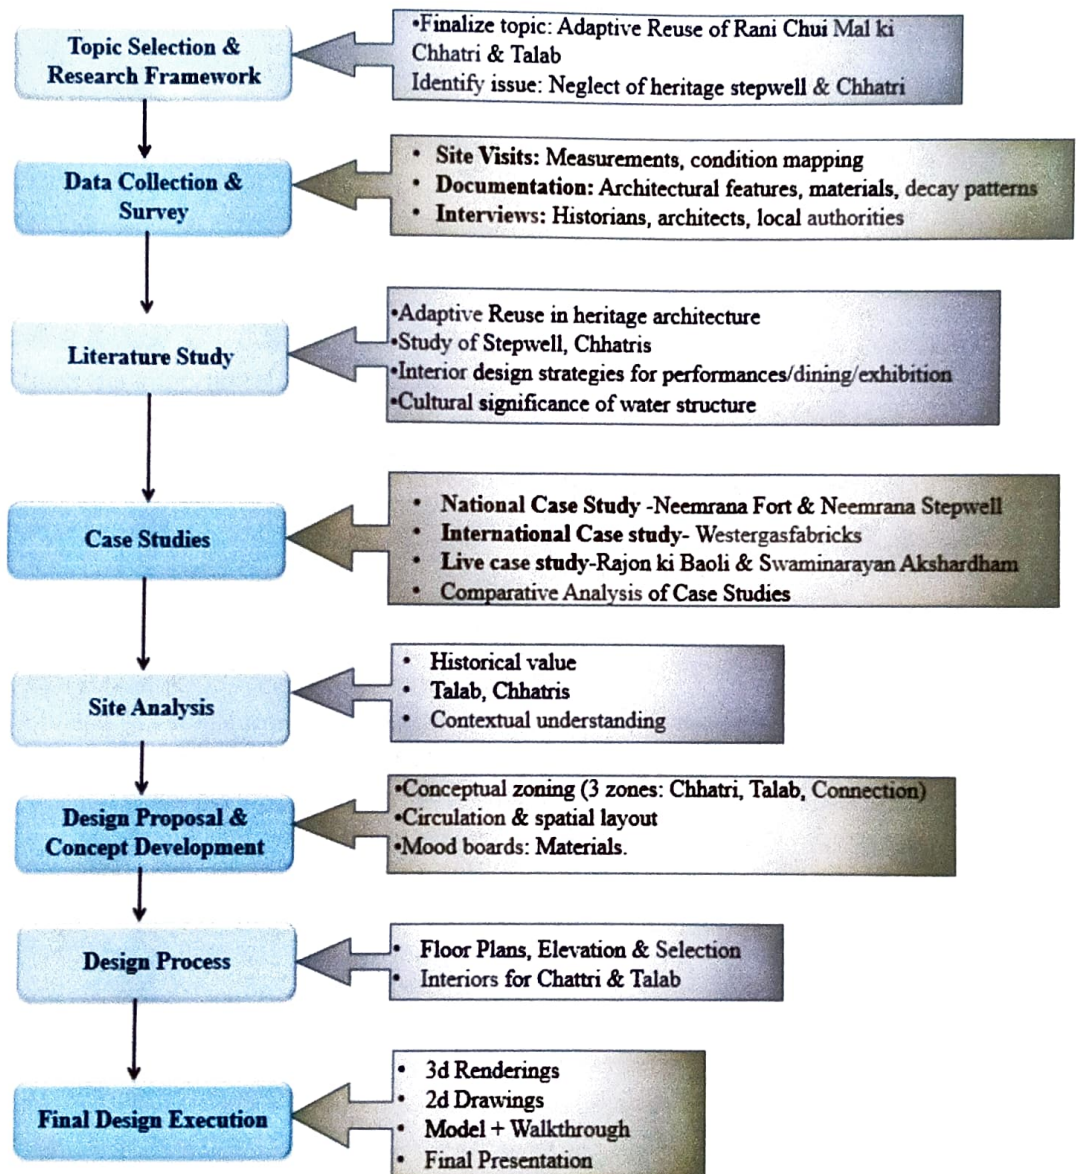 Topic Selection &
Research Framework
•Finalize topic: Adaptive Reuse of Rani Chui Mal ki
Chhatri & Talab
Identify issue: Neglect of heritage stepwell & Chhatri
Data Collection &
Survey
• Site Visits: Measurements, condition mapping
• Documentation: Architectural features, materials, decay patterns
• Interviews: Historians, architects, local authorities
Literature Study
•Adaptive Reuse in heritage architecture
•Study of Stepwell, Chhatris
•Interior design strategies for performances/dining/exhibition
•Cultural significance of water structure
Case Studies
• National Case Study -Neemrana Fort & Neemrana Stepwell
• International Case study- Westergasfabricks
• Live case study-Rajon ki Baoli & Swaminarayan Akshardham
• Comparative Analysis of Case Studies
Site Analysis
• Historical value
• Talab, Chhatris
• Contextual understanding
Design Proposal &
Concept Development
•Conceptual zoning (3 zones: Chhatri, Talab, Connection)
•Circulation & spatial layout
•Mood boards: Materials.
Design Process
• Floor Plans, Elevation & Selection
• Interiors for Chattri & Talab
Final Design Execution
• 3d Renderings
• 2d Drawings
• Model + Walkthrough
• Final Presentation